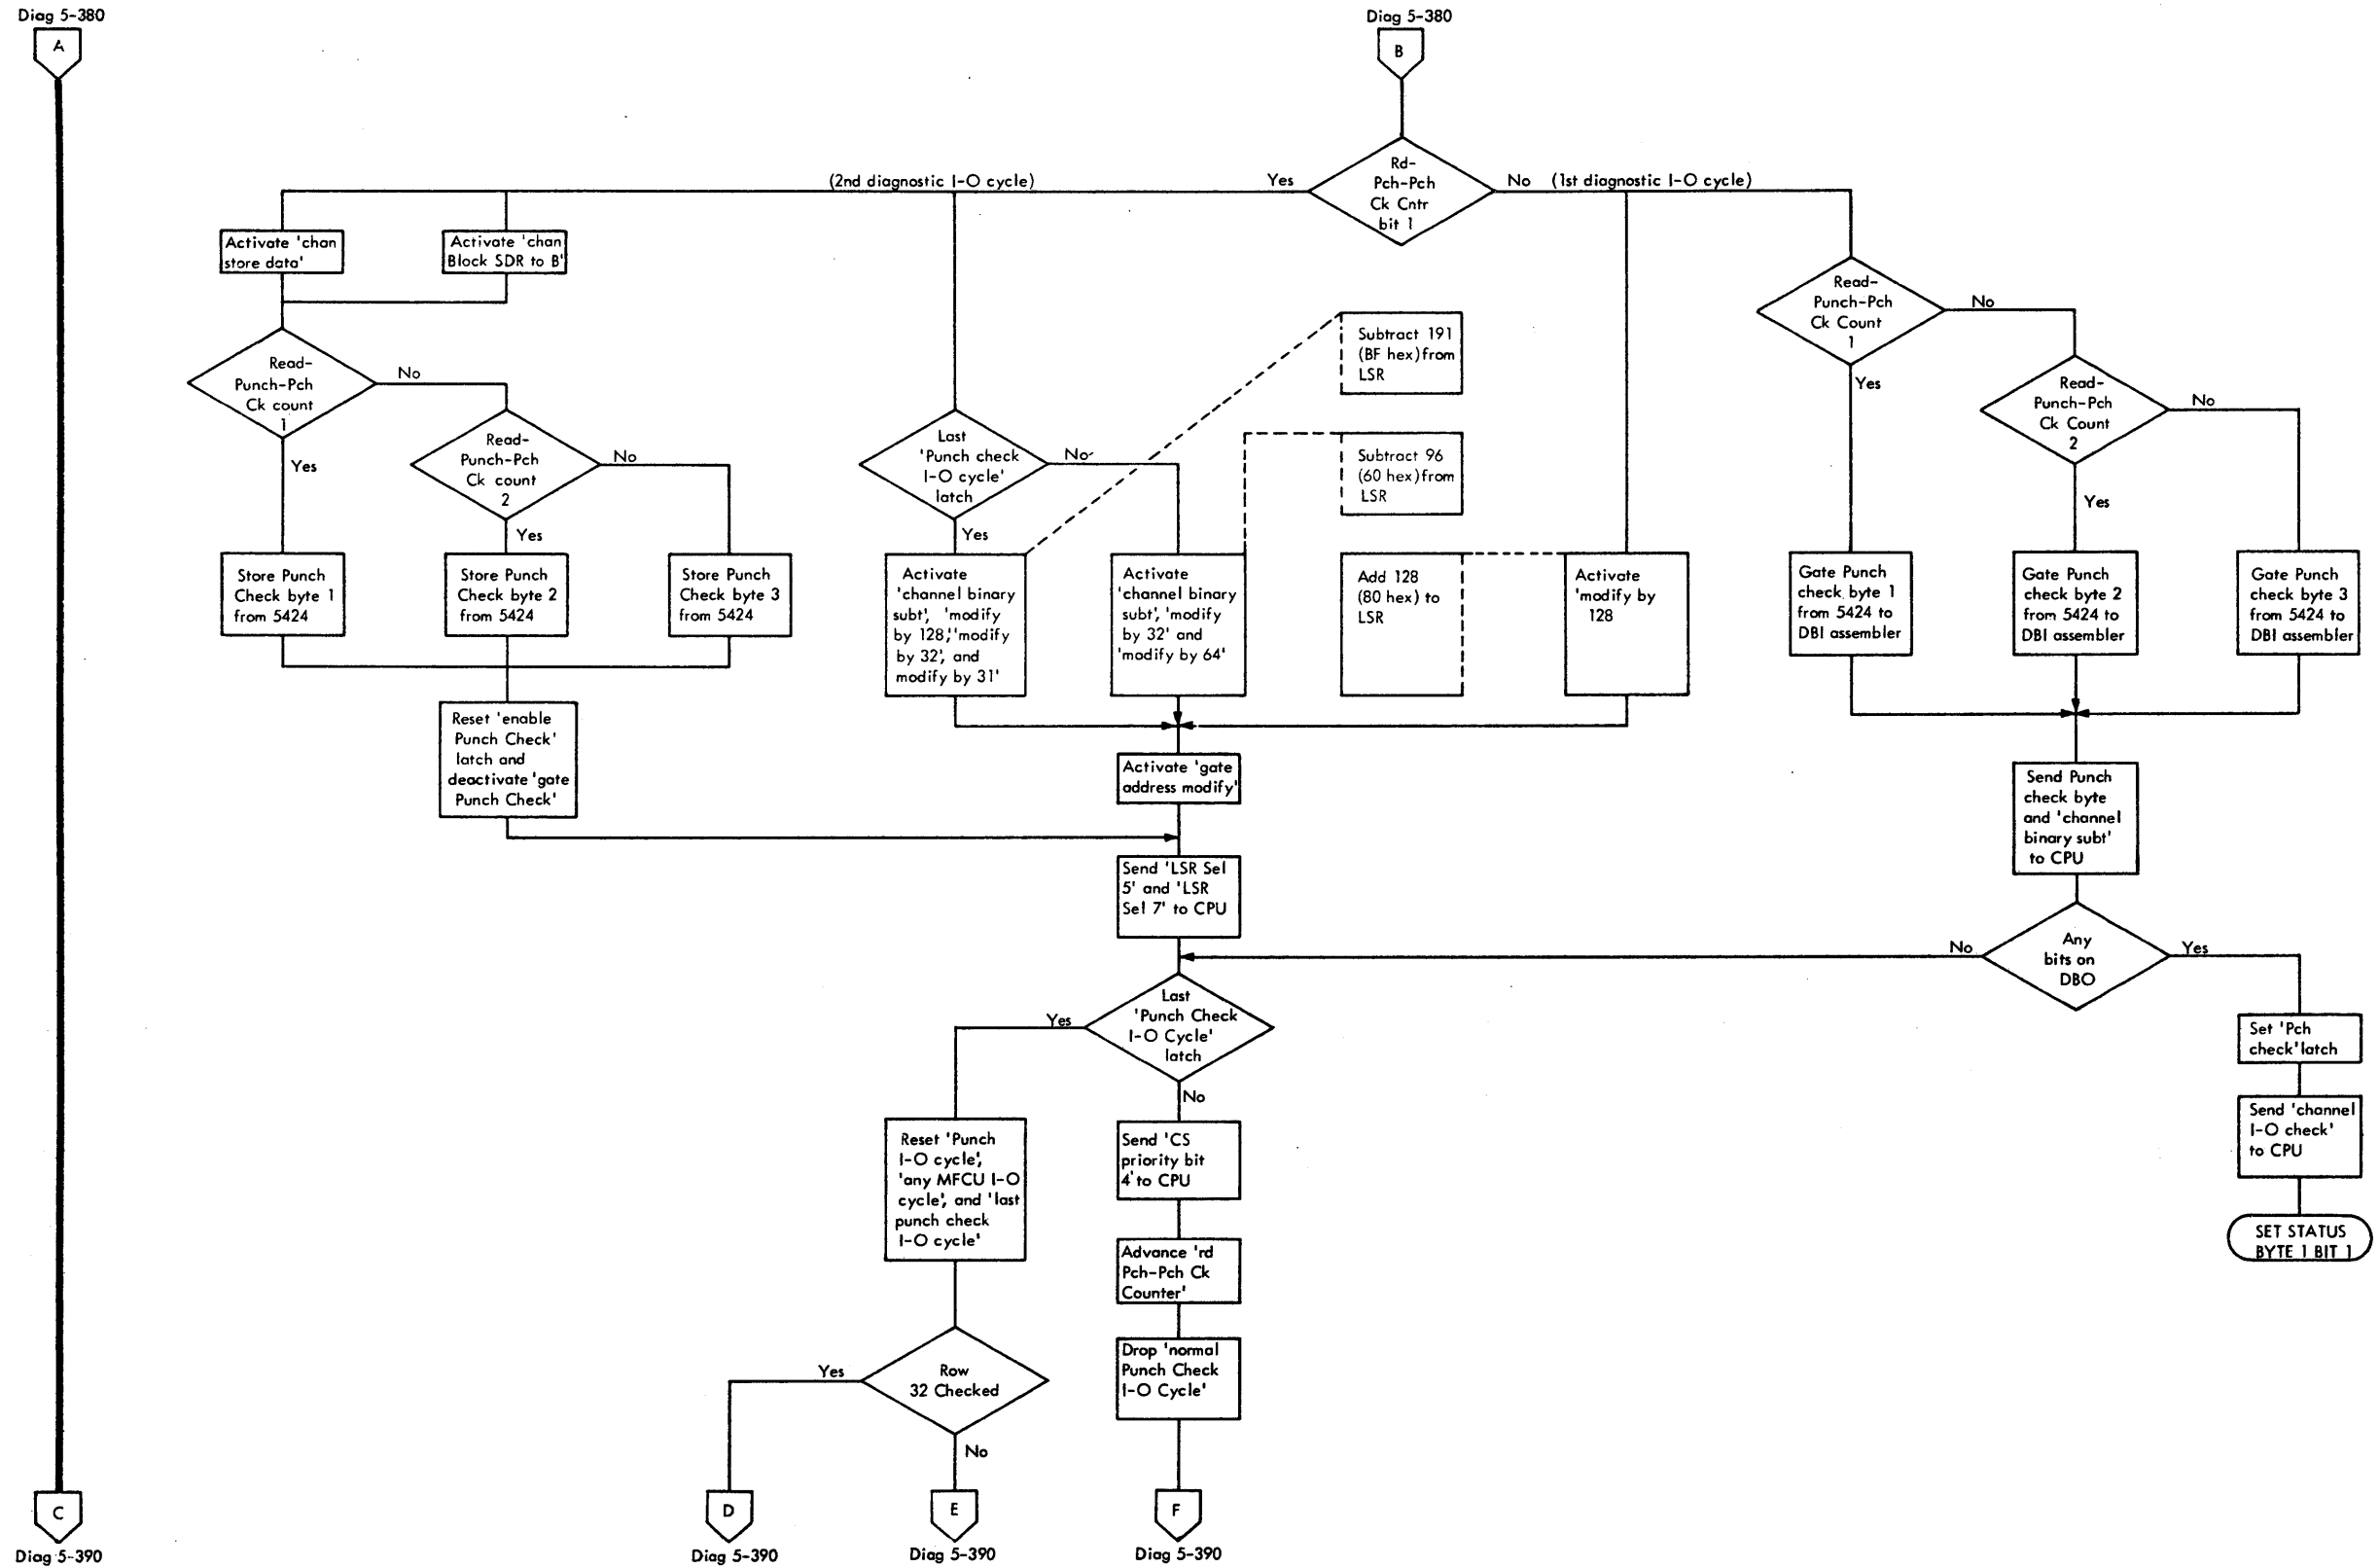 Diag 5-380
A
Diag 5-380
B
Rd-
Pch-Pch
Ck Cntr
bit 1
Yes
(2nd diagnostic I-O cycle)
No
(1st diagnostic I-O cycle)
Activate 'chan
store data'
Activate 'chan
Block SDR to B'
Read-
Punch-Pch
Ck count
1
No
Yes
Read-
Punch-Pch
Ck count
2
No
Yes
Store Punch
Check byte 1
from 5424
Store Punch
Check byte 2
from 5424
Store Punch
Check byte 3
from 5424
Reset 'enable
Punch Check'
latch and
deactivate 'gate
Punch Check'
Last
'Punch check
I-O cycle'
latch
No
Yes
Subtract 191
(BF hex)from
LSR
Subtract 96
(60 hex)from
LSR
Activate
'channel binary
subt', 'modify
by 128,' 'modify
by 32', and
modify by 31'
Activate
'channel binary
subt', 'modify
by 32' and
'modify by 64'
Add 128
(80 hex) to
LSR
Activate
'modify by
128
Read-
Punch-Pch
Ck Count
1
No
Yes
Read-
Punch-Pch
Ck Count
2
No
Yes
Gate Punch
check byte 1
from 5424 to
DBI assembler
Gate Punch
check byte 2
from 5424 to
DBI assembler
Gate Punch
check byte 3
from 5424 to
DBI assembler
Activate 'gate
address modify'
Send 'LSR Sel
5' and 'LSR
Sel 7' to CPU
Send Punch
check byte
and 'channel
binary subt'
to CPU
Any
bits on
DBO
No
Yes
Set 'Pch
check'latch
Send 'channel
I-O check'
to CPU
SET STATUS
BYTE 1 BIT 1
Last
'Punch Check
I-O Cycle'
latch
Yes
No
Reset 'Punch
I-O cycle',
'any MFCU I-O
cycle', and 'last
punch check
I-O cycle'
Send 'CS
priority bit
4'to CPU
Advance 'rd
Pch-Pch Ck
Counter'
Drop 'normal
Punch Check
I-O Cycle'
Row
32 Checked
Yes
No
C
Diag 5-390
D
Diag 5-390
E
Diag 5-390
F
Diag 5-390